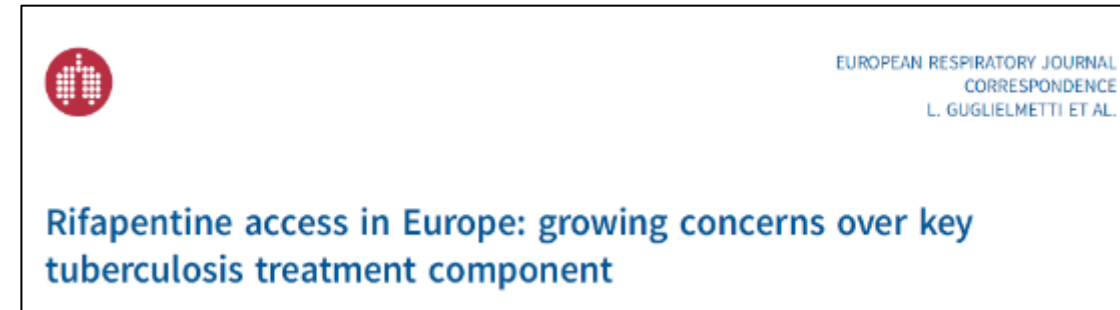 EUROPEAN RESPIRATORY JOURNAL
CORRESPONDENCE
L. GUGLIELMETTI ET AL.
Rifapentine access in Europe: growing concerns over key
tuberculosis treatment component